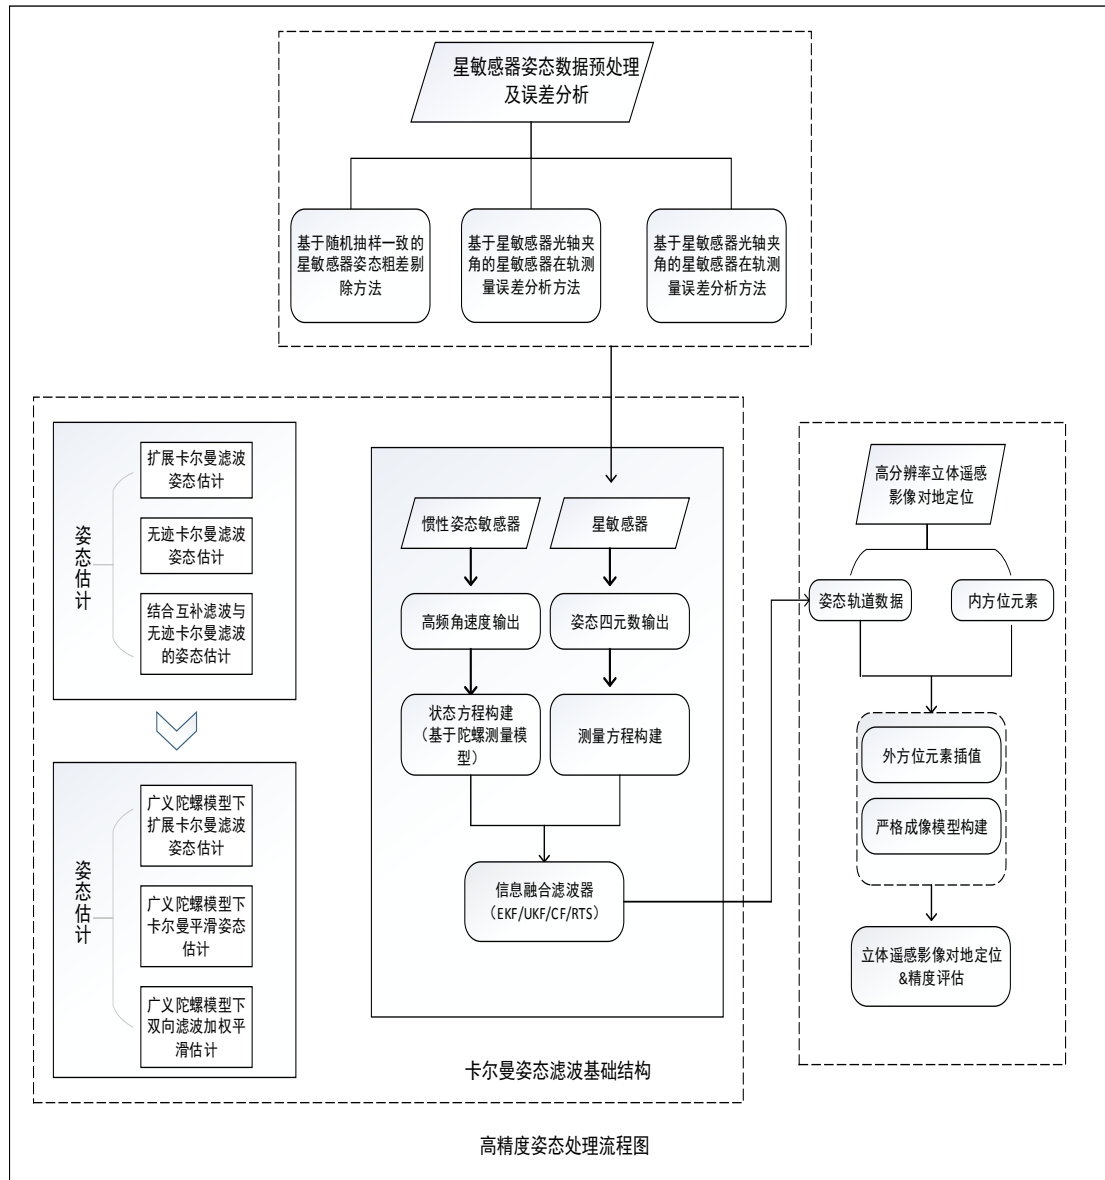 星敏感器姿态数据预处理
及误差分析
基于随机抽样一致的
星敏感器姿态粗差剔
除方法
基于星敏感器光轴夹
角的星敏感器在轨测
量误差分析方法
基于星敏感器光轴夹
角的星敏感器在轨测
量误差分析方法
姿态估计
扩展卡尔曼滤波
姿态估计
无迹卡尔曼滤波
姿态估计
结合互补滤波与
无迹卡尔曼滤波
的姿态估计
姿态估计
广义陀螺模型下
扩展卡尔曼滤波
姿态估计
广义陀螺模型下
卡尔曼平滑姿态
估计
广义陀螺模型下
双向滤波加权平
滑估计
惯性姿态敏感器
星敏感器
高频角速度输出
姿态四元数输出
状态方程构建
（基于陀螺测量模
型）
测量方程构建
信息融合滤波器
（EKF/UKF/CF/RTS）
卡尔曼姿态滤波基础结构
高分辨率立体遥感
影像对地定位
姿态轨道数据
内方位元素
外方位元素插值
严格成像模型构建
立体遥感影像对地定位
&精度评估
高精度姿态处理流程图